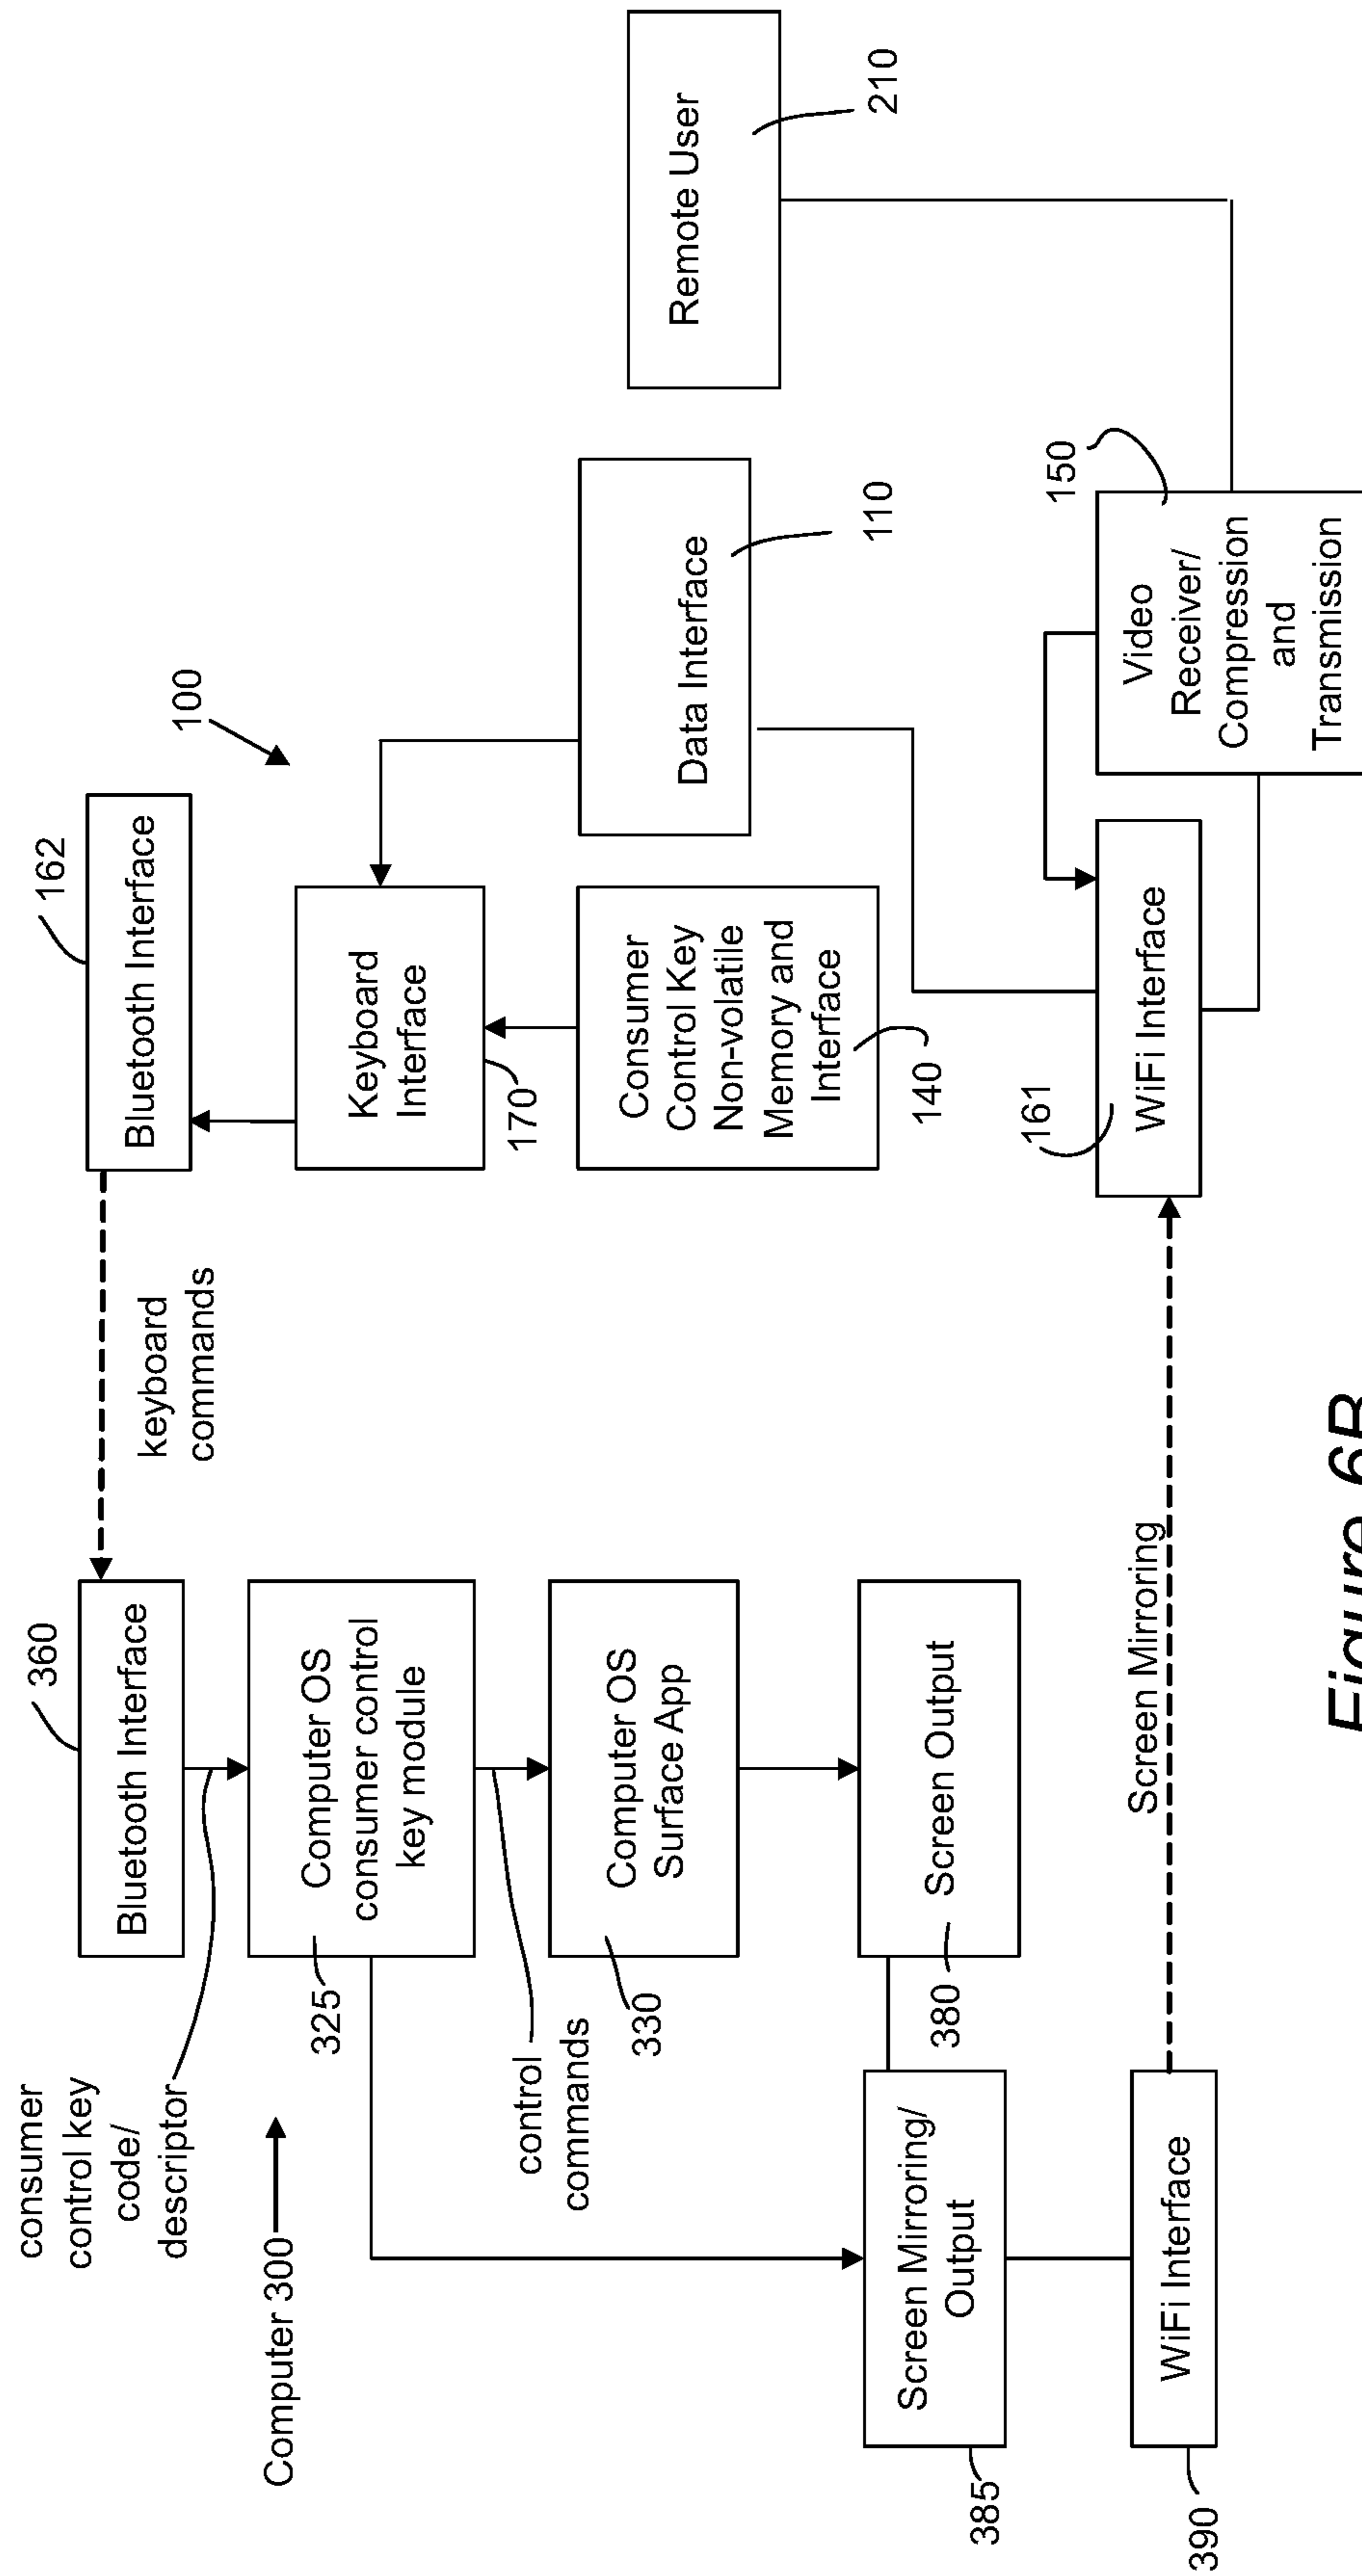 consumer
control key
code/
descriptor
360
Bluetooth Interface
keyboard
commands
162
Bluetooth Interface
100
Computer 300
325
Computer OS
consumer control
key module
Keyboard
Interface
170
control
commands
330
Computer OS
Surface App
Consumer
Control Key
Non-volatile
Memory and
Interface
140
Data Interface
110
Remote User
210
Screen Mirroring/
Output
385
380
Screen Output
WiFi Interface
390
Screen Mirroring
161
WiFi Interface
150
Video
Receiver/
Compression
and
Transmission
Figure 6B